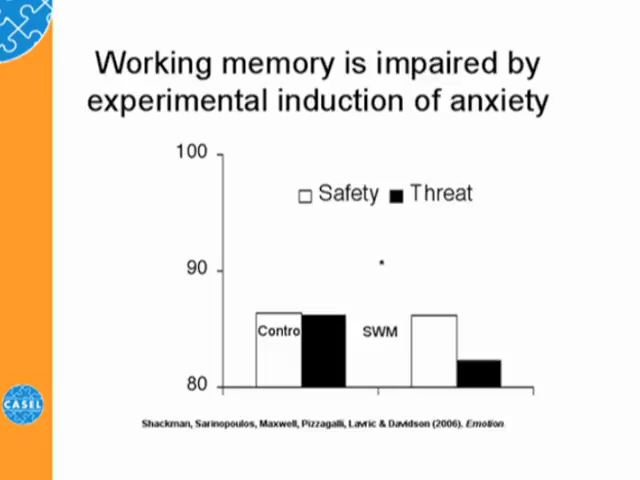 Working memory is impaired by
experimental induction of anxiety
100
Safety Threat
90
*
Contro SWM
80
CASEL
Shackman, Sarinopoulos, Maxwell, Pizzagalli, Lavric & Davidson (2006). Emotion.